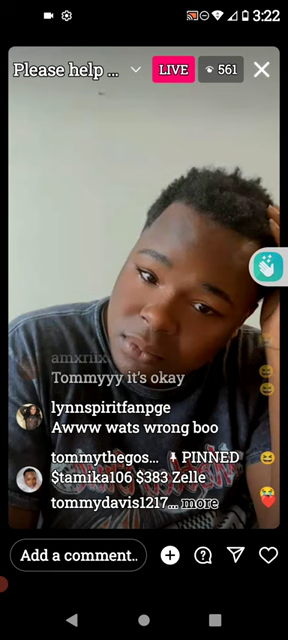 3:22
Please help ...
LIVE
561
amxriix
Tommyyy it's okay
lynnspiritfanpge
Awww wats wrong boo
tommythegos... PINNED
$tamika106 $383 Zelle
tommydavis1217... more
Add a comment..